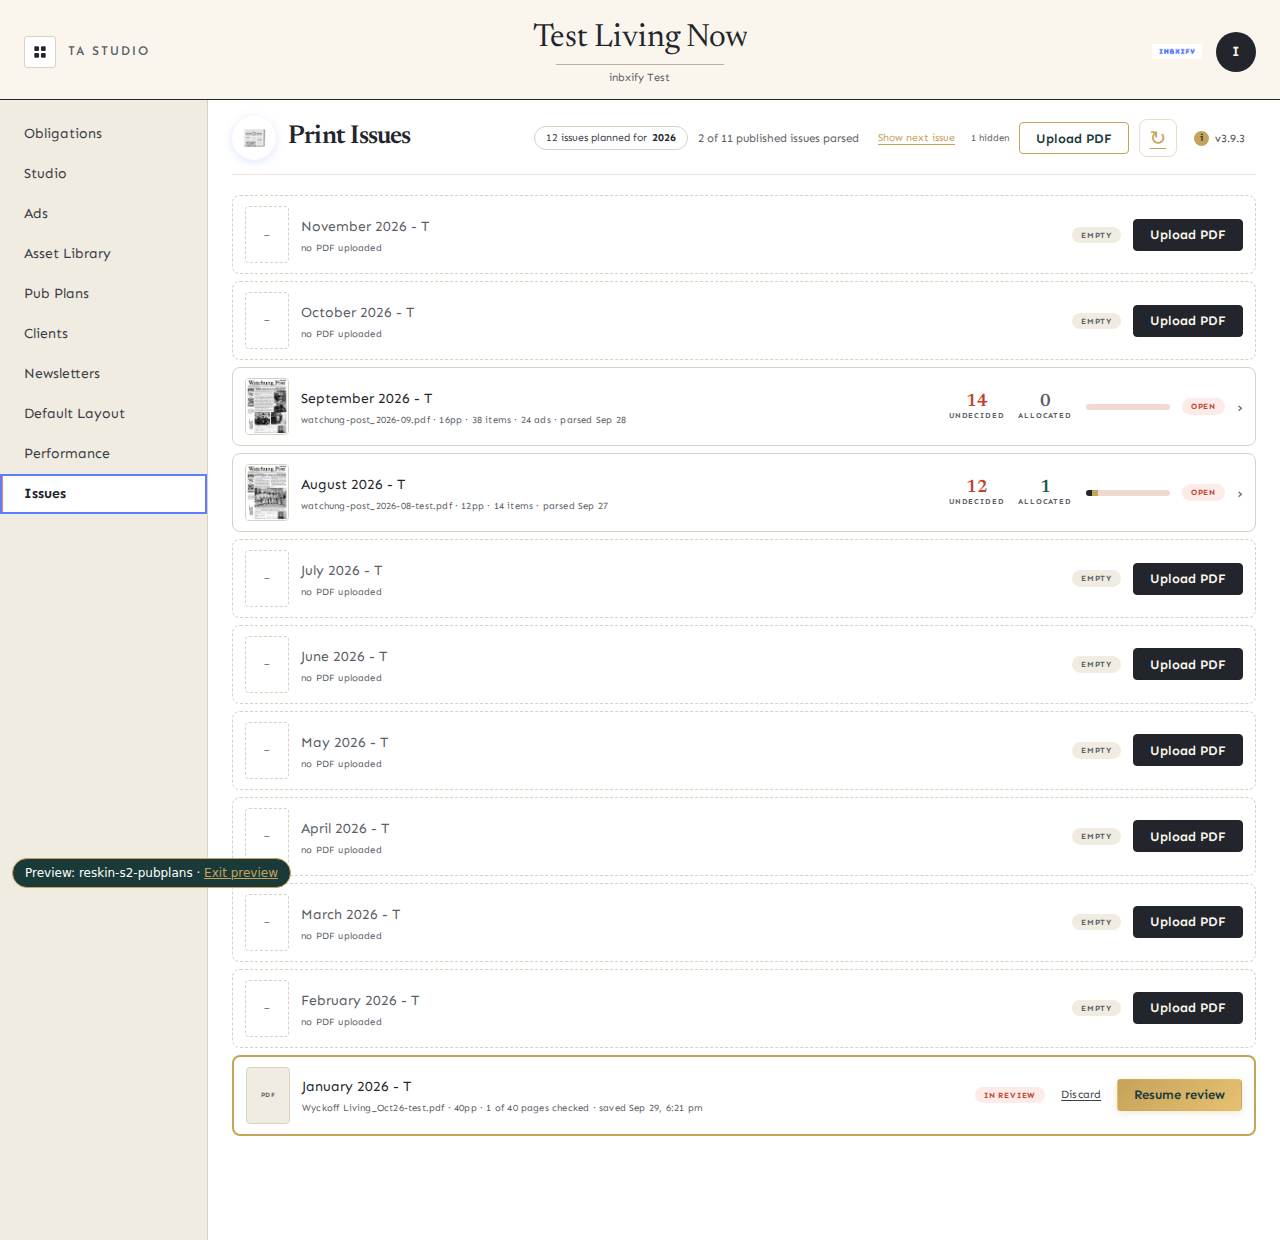 TA STUDIO
Test Living Now
inbxify Test
INBXIFY
I
Obligations
Studio
Ads
Asset Library
Pub Plans
Clients
Newsletters
Default Layout
Performance
Issues
Print Issues
12 issues planned for 2026
2 of 11 published issues parsed
Show next issue
1 hidden
Upload PDF
↻
i v3.9.3
November 2026 - T
no PDF uploaded
EMPTY
Upload PDF
October 2026 - T
no PDF uploaded
EMPTY
Upload PDF
Watchung Post
September 2026 - T
watchung-post_2026-09.pdf · 16pp · 38 items · 24 ads · parsed Sep 28
14 UNDECIDED
0 ALLOCATED
OPEN
›
Watchung Post
August 2026 - T
watchung-post_2026-08-test.pdf · 12pp · 14 items · parsed Sep 27
12 UNDECIDED
1 ALLOCATED
OPEN
›
July 2026 - T
no PDF uploaded
EMPTY
Upload PDF
June 2026 - T
no PDF uploaded
EMPTY
Upload PDF
May 2026 - T
no PDF uploaded
EMPTY
Upload PDF
April 2026 - T
no PDF uploaded
EMPTY
Upload PDF
Preview: reskin-s2-pubplans · Exit preview
March 2026 - T
no PDF uploaded
EMPTY
Upload PDF
February 2026 - T
no PDF uploaded
EMPTY
Upload PDF
PDF
January 2026 - T
Wyckoff Living_Oct26-test.pdf · 40pp · 1 of 40 pages checked · saved Sep 29, 6:21 pm
IN REVIEW
Discard
Resume review